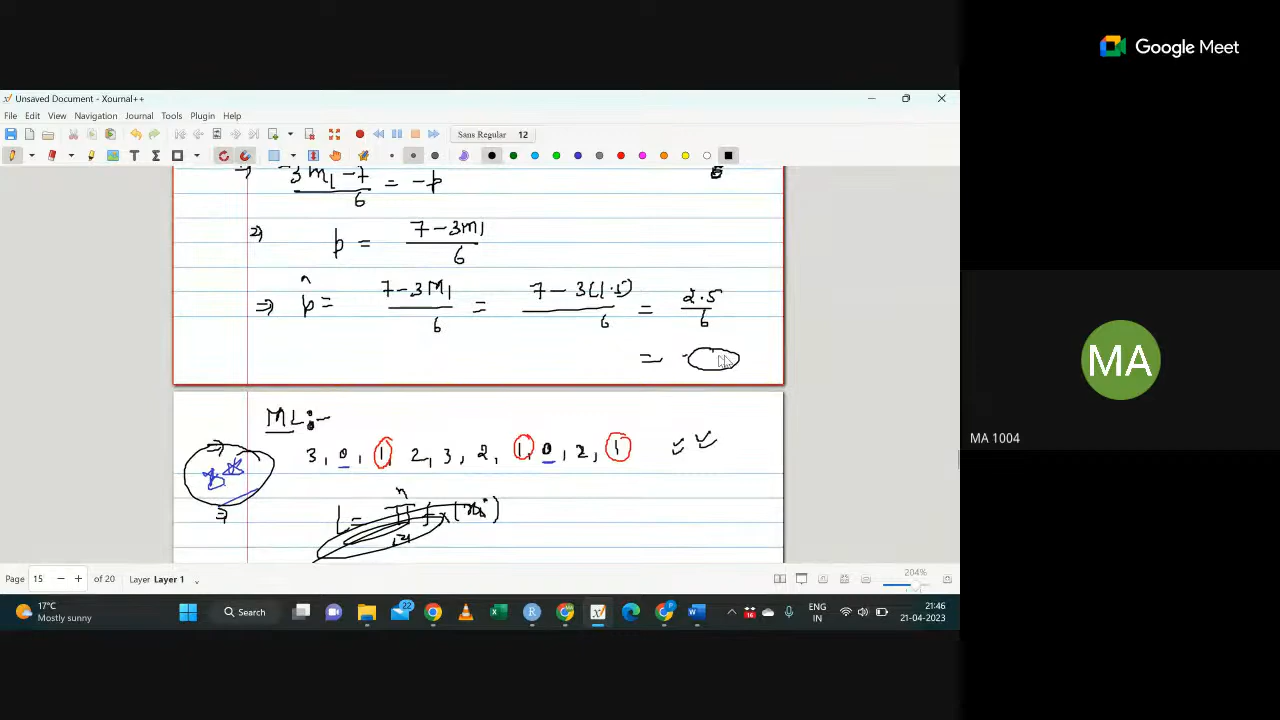 Google Meet
Unsaved Document - Xournal++
File Edit View Navigation Journal Tools Plugin Help
Sans Regular 12
⇒ 3m1 - 7 / 6 = -p
⇒ p = 7 - 3m1 / 6
⇒ p̂ = 7 - 3m1 / 6 = 7 - 3(1.5) / 6 = 2.5 / 6
=
ML:-
⇒ 3, 0, 1, 2, 3, 2, 1, 0, 2, 1
⇒ L =
MA
MA 1004
Page 15 of 20 Layer Layer 1
204%
17°C
Mostly sunny
Search
22
16
ENG
IN
21:46
21-04-2023